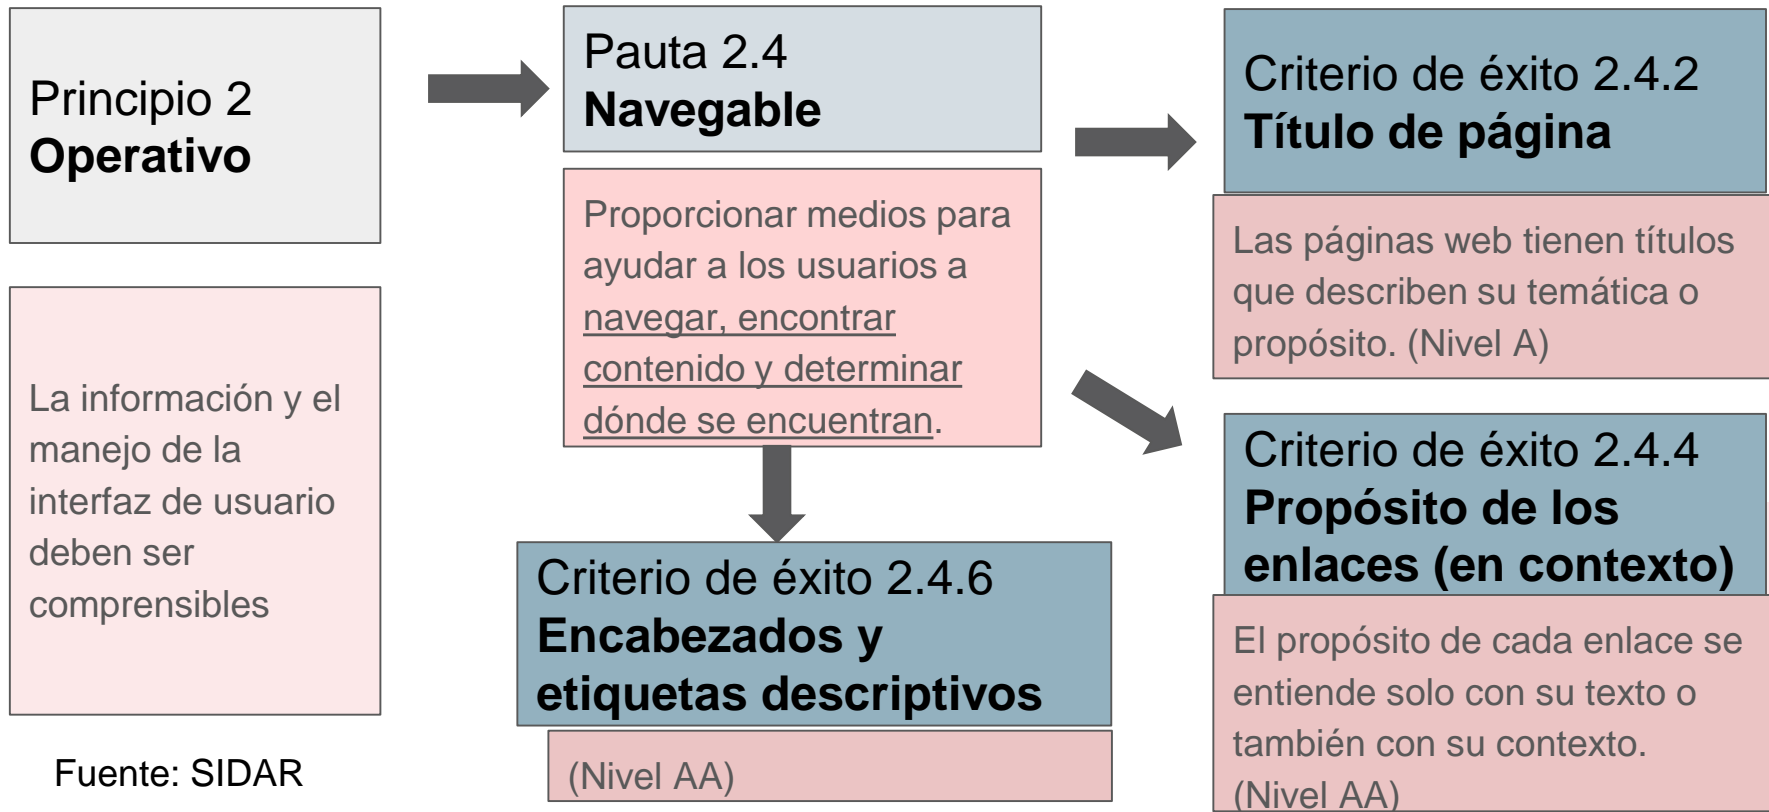 Principio 2
Operativo
La información y el
manejo de la
interfaz de usuario
deben ser
comprensibles
Fuente: SIDAR
Pauta 2.4
Navegable
Proporcionar medios para
ayudar a los usuarios a
navegar, encontrar
contenido y determinar
dónde se encuentran.
Criterio de éxito 2.4.6
Encabezados y
etiquetas descriptivos
(Nivel AA)
Criterio de éxito 2.4.2
Título de página
Las páginas web tienen títulos
que describen su temática o
propósito. (Nivel A)
Criterio de éxito 2.4.4
Propósito de los
enlaces (en contexto)
El propósito de cada enlace se
entiende solo con su texto o
también con su contexto.
(Nivel AA)